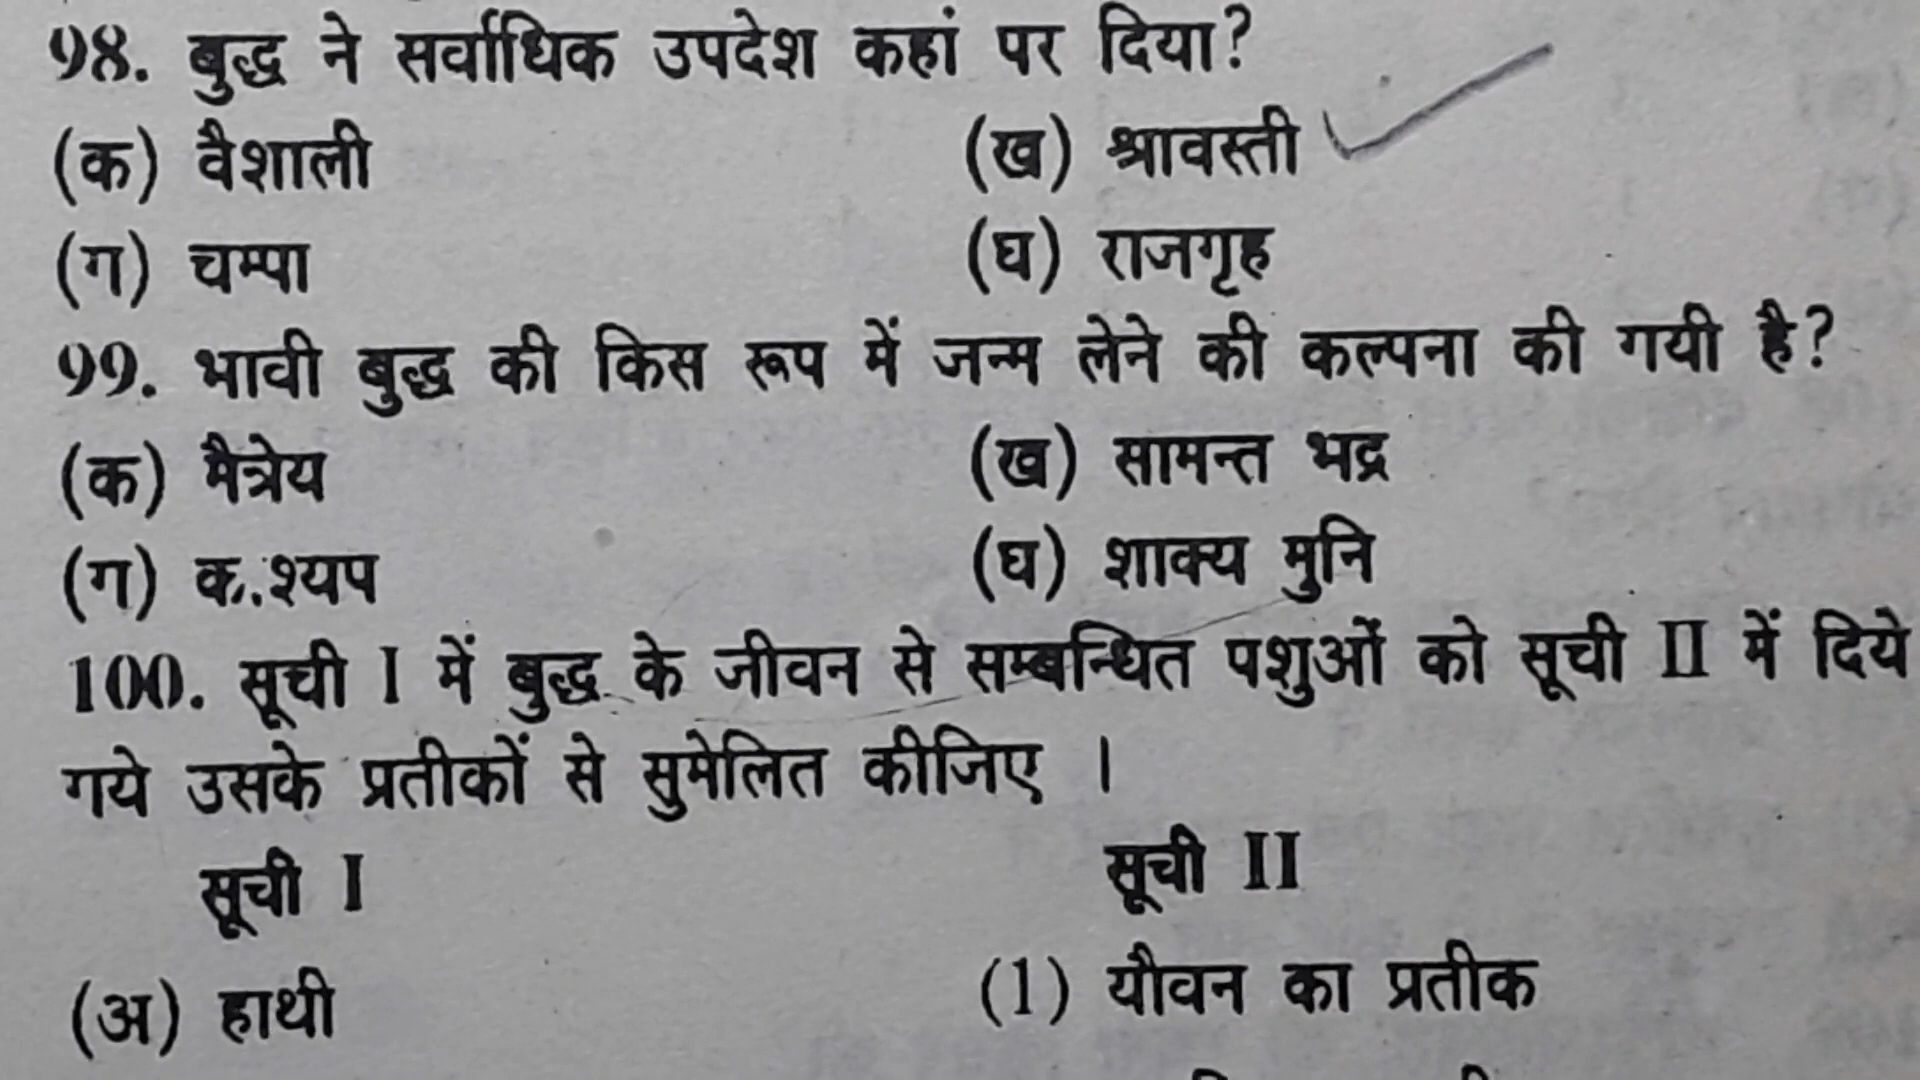 98. बुद्ध ने सर्वाधिक उपदेश कहां पर दिया?
(क) वैशाली (ख) श्रावस्ती
(ग) चम्पा (घ) राजगृह
99. भावी बुद्ध की किस रूप में जन्म लेने की कल्पना की गयी है?
(क) मैत्रेय (ख) सामन्त भद्र
(ग) क.श्यप (घ) शाक्य मुनि
100. सूची I में बुद्ध के जीवन से सम्बन्धित पशुओं को सूची II में दिये
गये उसके प्रतीकों से सुमेलित कीजिए ।
सूची I सूची II
(अ) हाथी (1) यौवन का प्रतीक